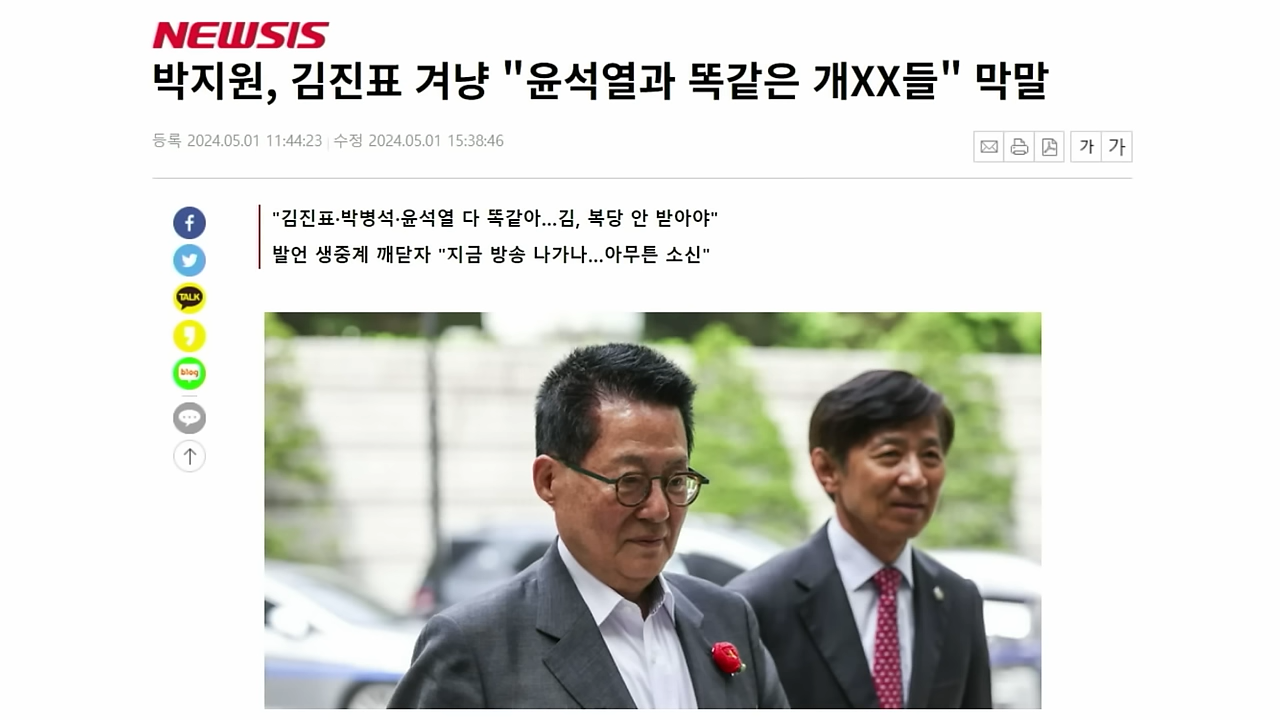 NEWSIS
박지원, 김진표 겨냥 "윤석열과 똑같은 개XX들" 막말
등록 2024.05.01 11:44:23 | 수정 2024.05.01 15:38:46
가 가
"김진표·박병석·윤석열 다 똑같아...김, 복당 안 받아야"
발언 생중계 깨닫자 "지금 방송 나가나...아무튼 소신"
TALK
blog